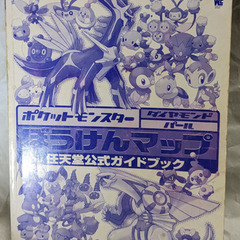 ポケットモンスター
ダイヤモンド
パール
ぼうけんマップ
任天堂公式ガイドブック